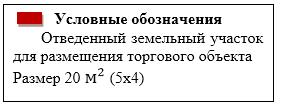 Условные обозначения
Отведенный земельный участок
для размещения торгового объекта
Размер 20 м² (5х4)